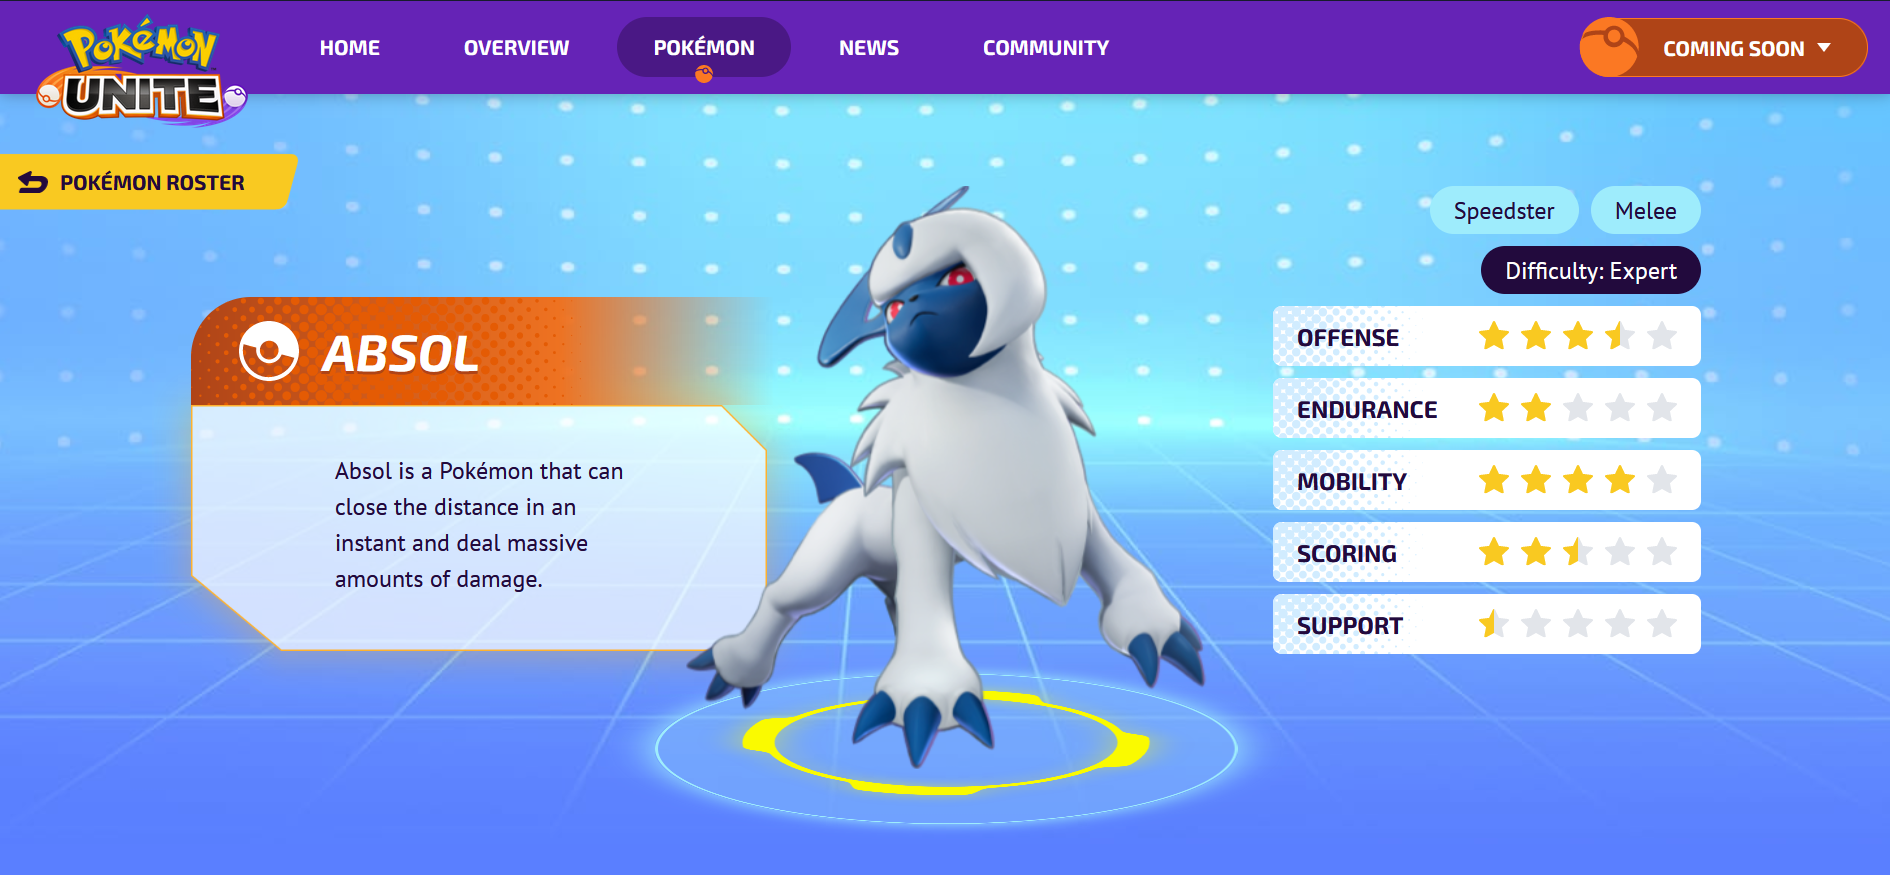 Pokémon
UNITE
HOME
OVERVIEW
POKÉMON
NEWS
COMMUNITY
COMING SOON
POKÉMON ROSTER
Speedster
Melee
Difficulty: Expert
ABSOL
Absol is a Pokémon that can
close the distance in an
instant and deal massive
amounts of damage.
OFFENSE
ENDURANCE
MOBILITY
SCORING
SUPPORT